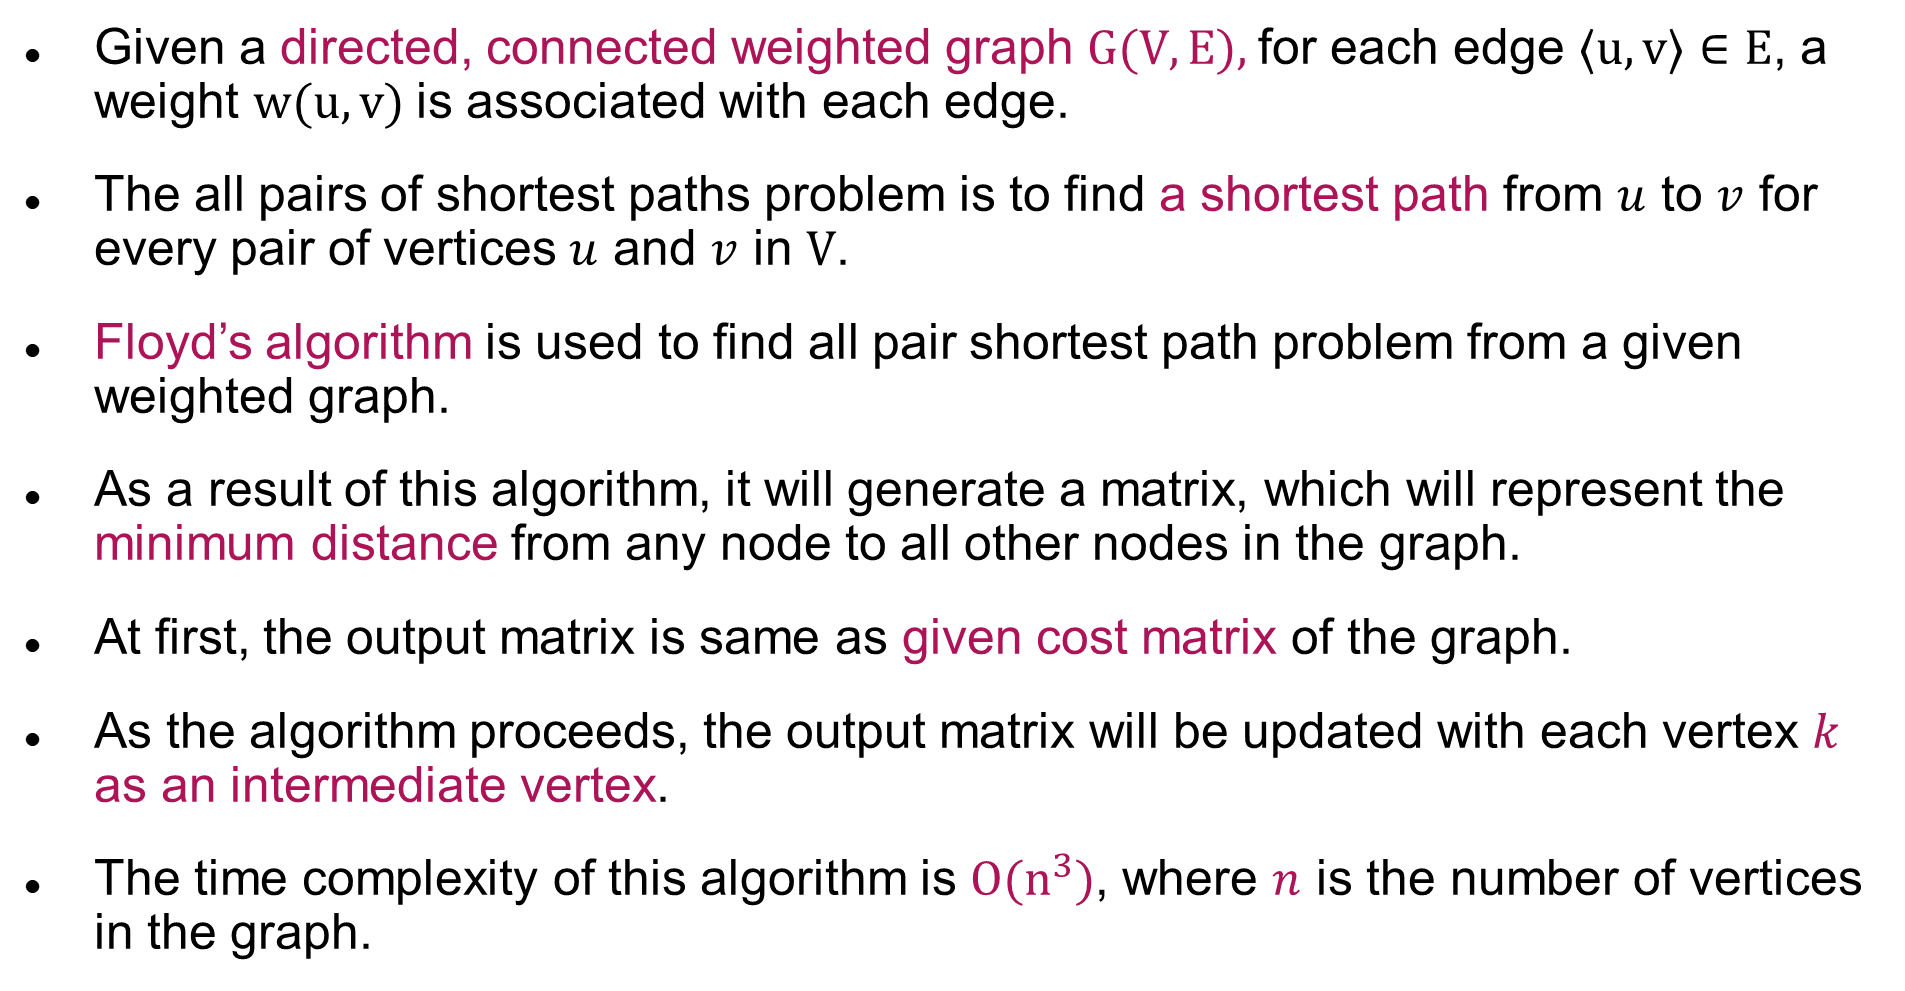 • Given a directed, connected weighted graph G(V, E), for each edge ⟨u, v⟩ ∈ E, a
weight w(u, v) is associated with each edge.
• The all pairs of shortest paths problem is to find a shortest path from u to v for
every pair of vertices u and v in V.
• Floyd’s algorithm is used to find all pair shortest path problem from a given
weighted graph.
• As a result of this algorithm, it will generate a matrix, which will represent the
minimum distance from any node to all other nodes in the graph.
• At first, the output matrix is same as given cost matrix of the graph.
• As the algorithm proceeds, the output matrix will be updated with each vertex k
as an intermediate vertex.
• The time complexity of this algorithm is O(n³), where n is the number of vertices
in the graph.